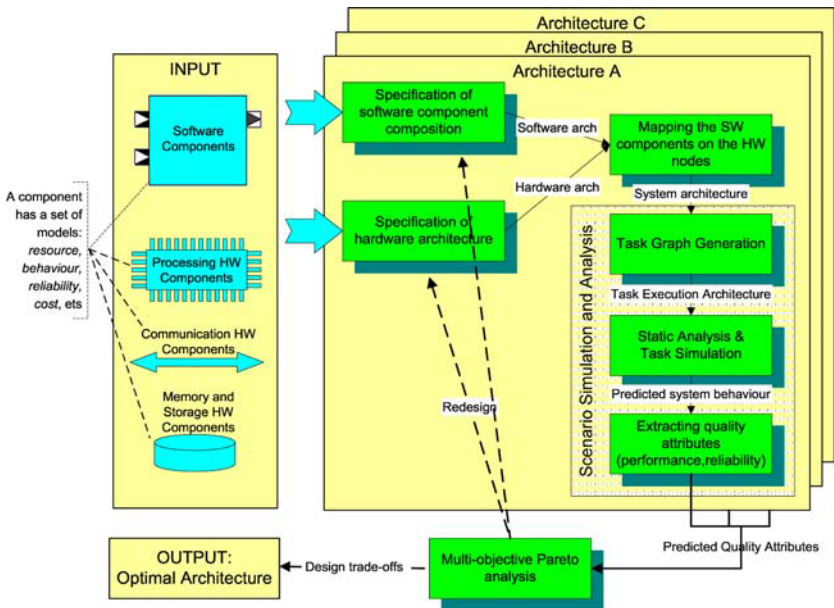 Architecture C
Architecture B
Architecture A
INPUT
Software
Components
A component
has a set of
models:
resource,
behaviour,
reliability,
cost, ets
Processing HW
Components
Communication HW
Components
Memory and
Storage HW
Components
Specification of
software component
composition
Software arch
Specification of
hardware architecture
Hardware arch
Mapping the SW
components on the HW
nodes
System architecture
Scenario Simulation and Analysis
Task Graph Generation
Task Execution Architecture
Static Analysis &
Task Simulation
Predicted system behaviour
Extracting quality
attributes
(performance,reliability)
Redesign
Predicted Quality Attributes
Multi-objective Pareto
analysis
Design trade-offs
OUTPUT:
Optimal Architecture